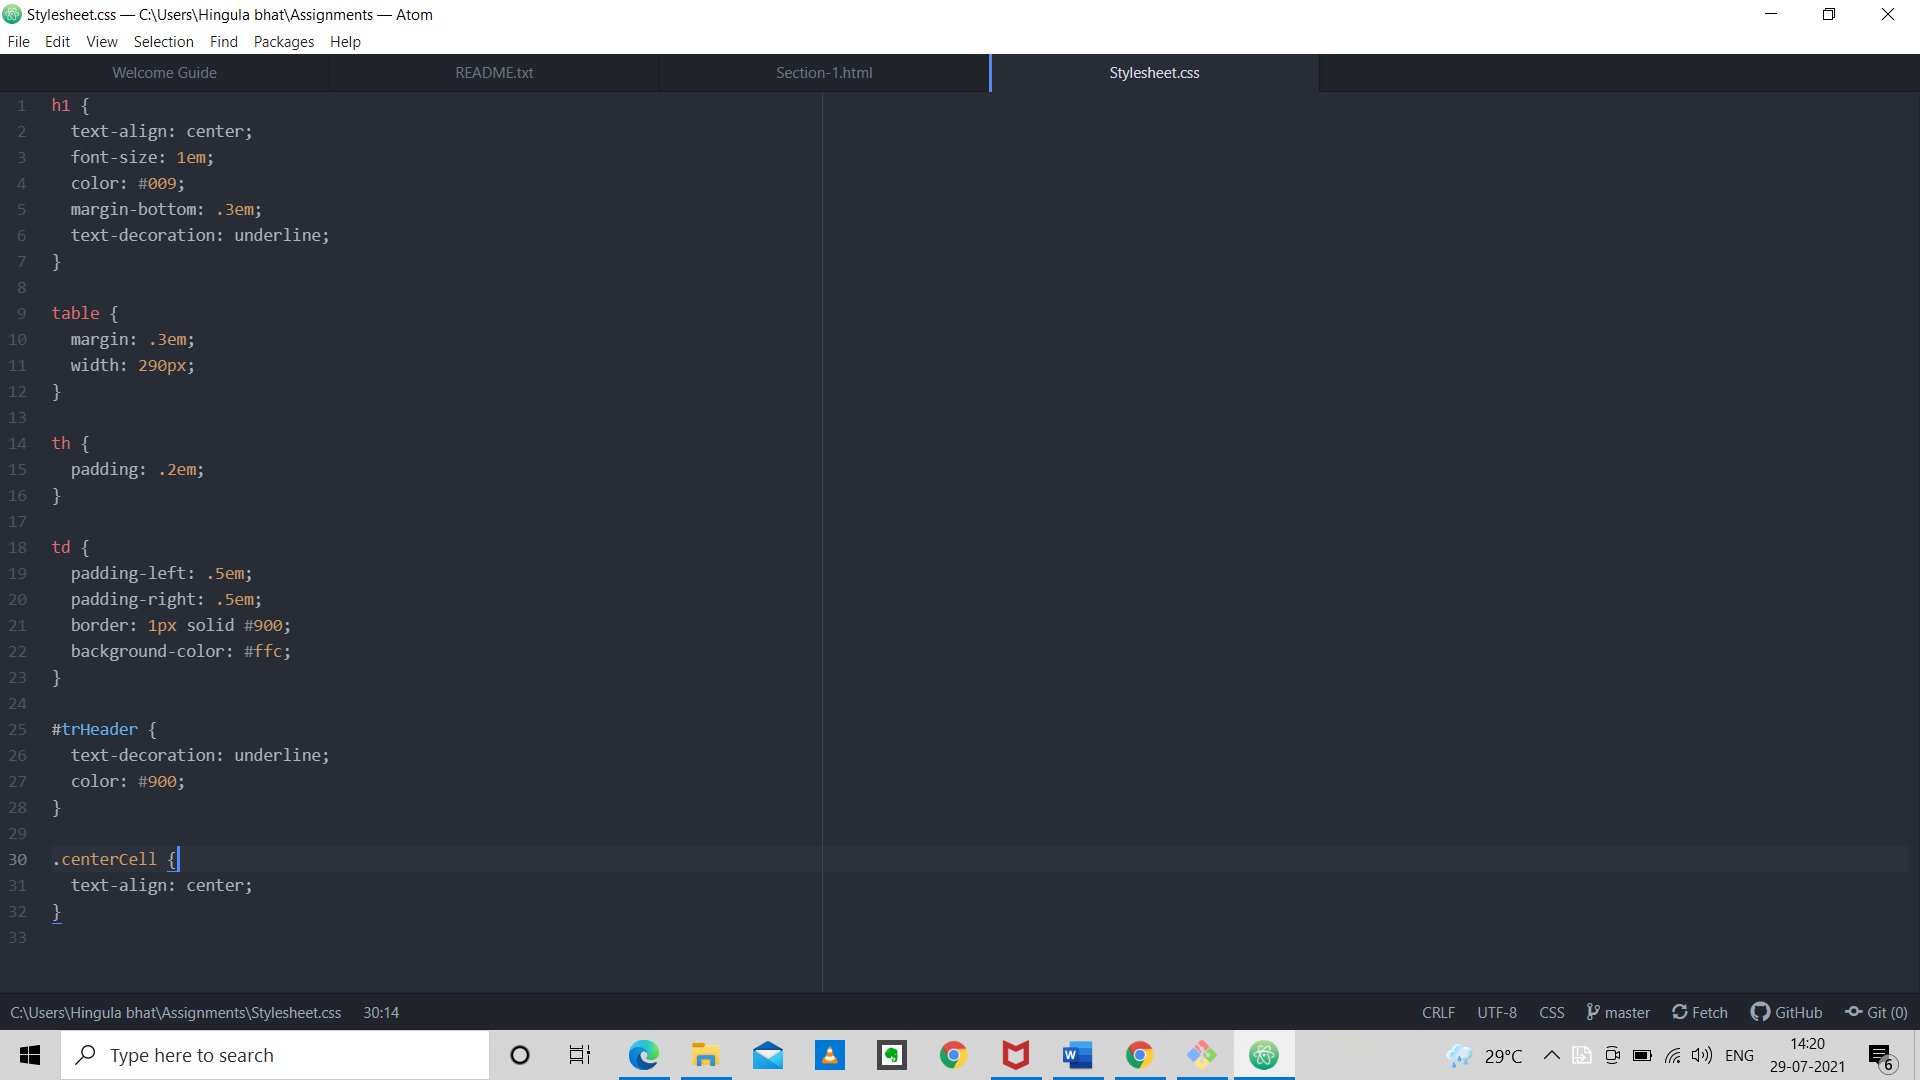 Stylesheet.css — C:\Users\Hingula bhat\Assignments — Atom
File Edit View Selection Find Packages Help
Welcome Guide README.txt Section-1.html Stylesheet.css
1 h1 {
2 text-align: center;
3 font-size: 1em;
4 color: #009;
5 margin-bottom: .3em;
6 text-decoration: underline;
7 }
8
9 table {
10 margin: .3em;
11 width: 290px;
12 }
13
14 th {
15 padding: .2em;
16 }
17
18 td {
19 padding-left: .5em;
20 padding-right: .5em;
21 border: 1px solid #900;
22 background-color: #ffc;
23 }
24
25 #trHeader {
26 text-decoration: underline;
27 color: #900;
28 }
29
30 .centerCell {
31 text-align: center;
32 }
33
C:\Users\Hingula bhat\Assignments\Stylesheet.css 30:14 CRLF UTF-8 CSS master Fetch GitHub Git (0)
Type here to search 29°C ENG 14:20
29-07-2021 6